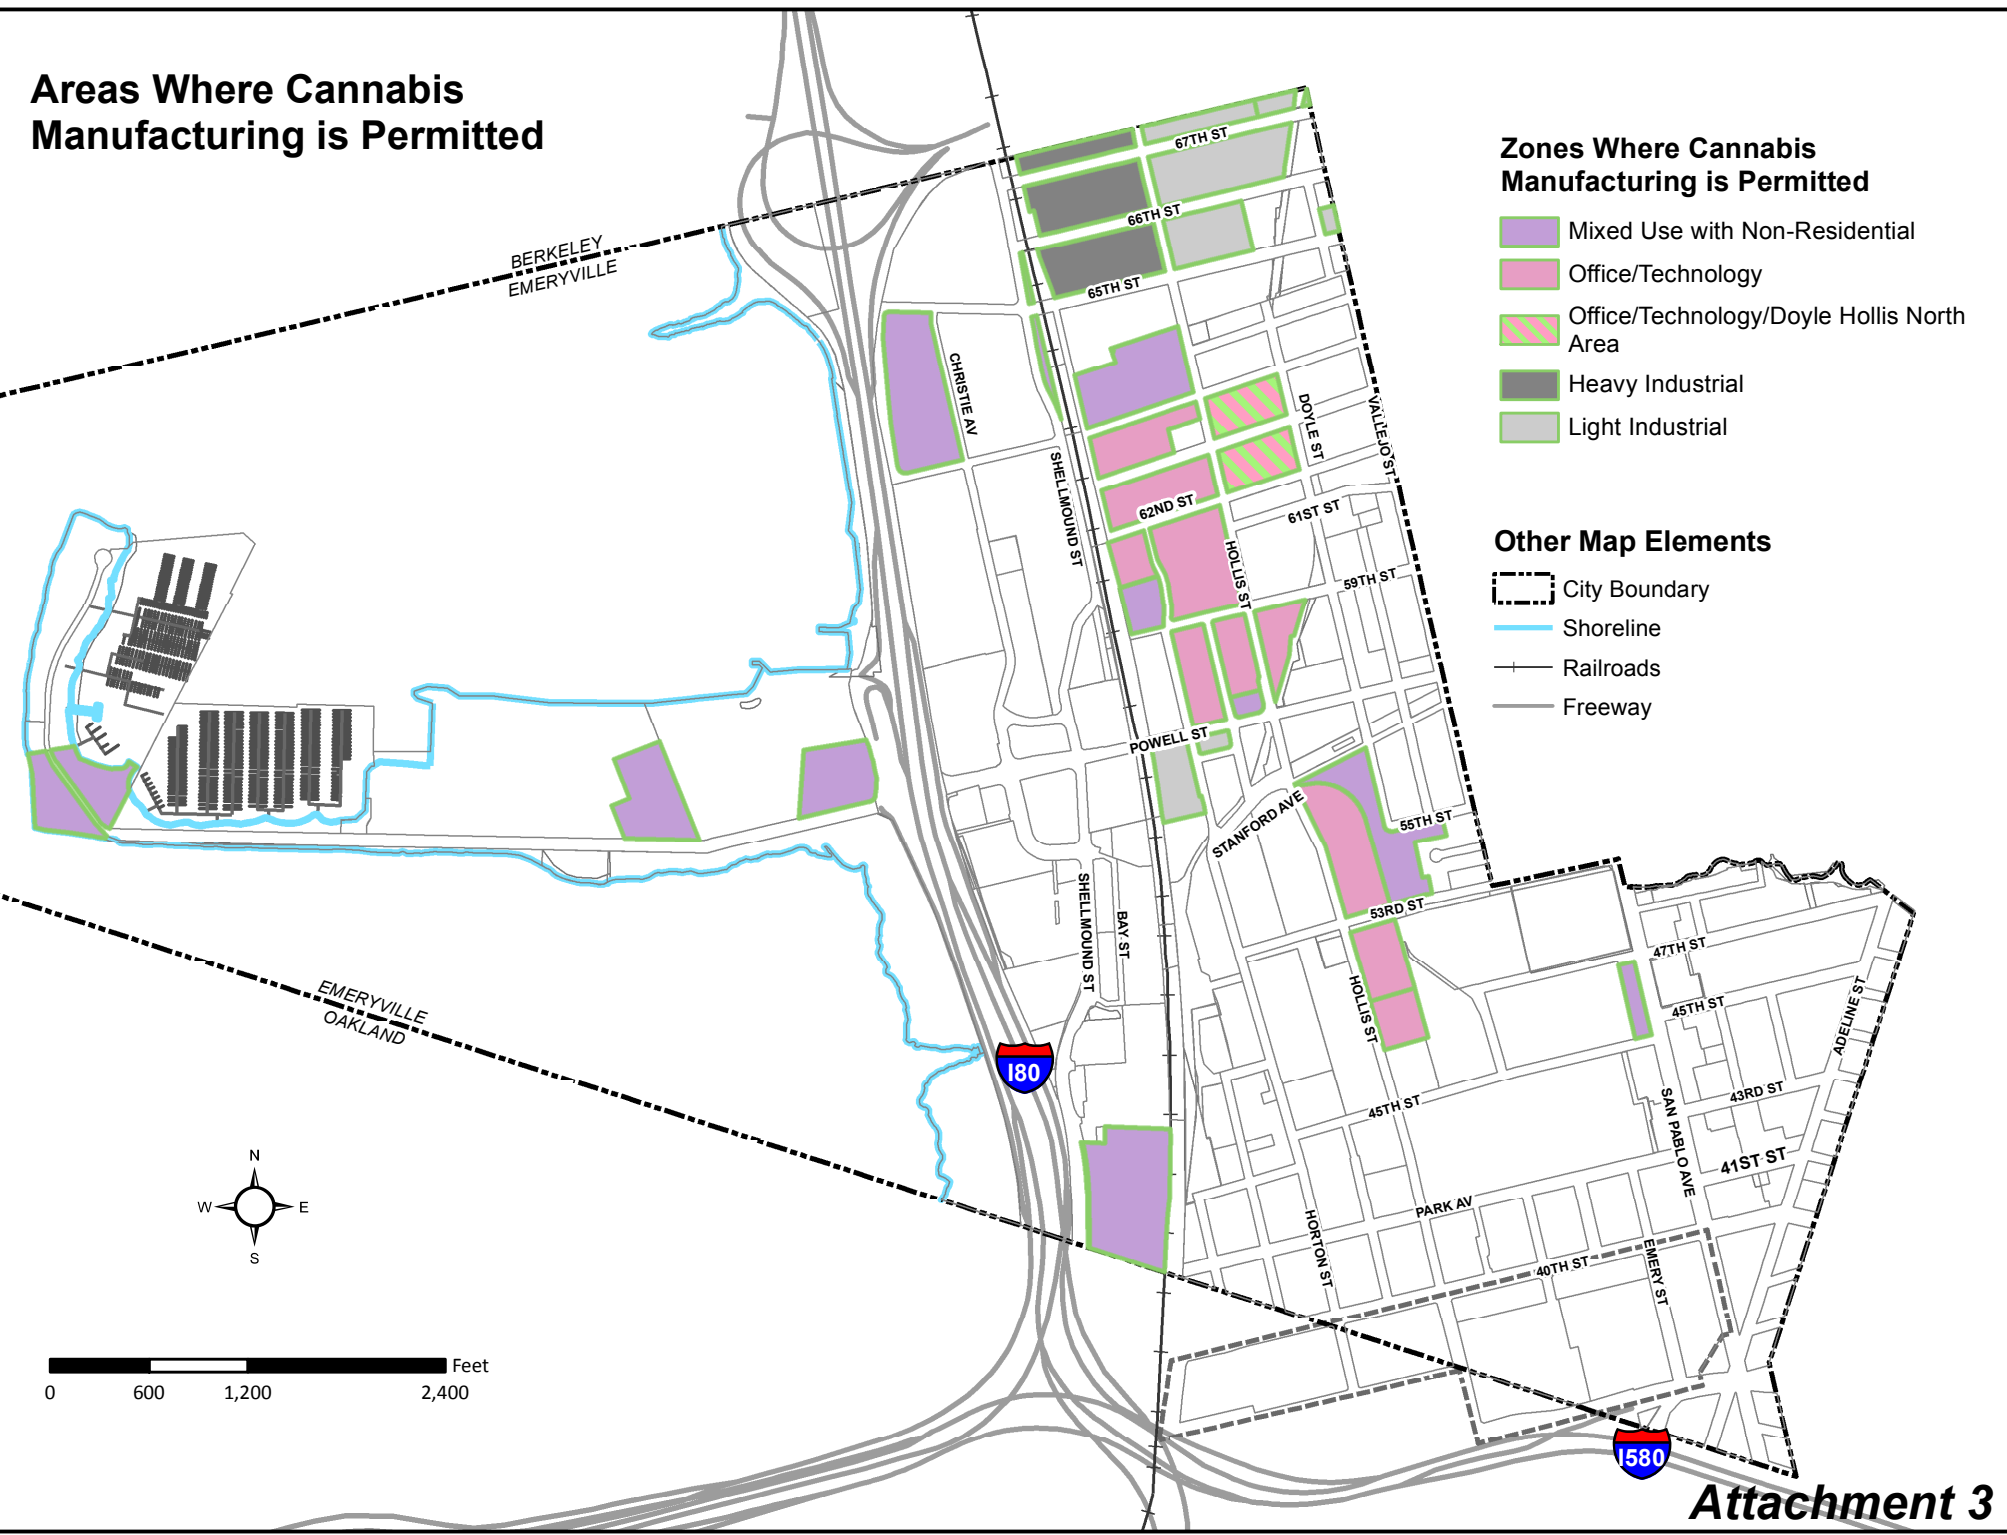 Areas Where Cannabis
Manufacturing is Permitted
BERKELEY
EMERYVILLE
67TH ST
66TH ST
65TH ST
CHRISTIE AV
SHELLMOUND ST
DOYLE ST
VALLEJO ST
62ND ST
61ST ST
HOLLIS ST
59TH ST
POWELL ST
STANFORD AVE
55TH ST
53RD ST
SHELLMOUND ST
BAY ST
HOLLIS ST
47TH ST
45TH ST
ADELINE ST
EMERYVILLE
OAKLAND
I80
45TH ST
43RD ST
SAN PABLO AVE
41ST ST
PARK AV
HORTON ST
40TH ST
EMERY ST
I580
Zones Where Cannabis
Manufacturing is Permitted
Mixed Use with Non-Residential
Office/Technology
Office/Technology/Doyle Hollis North
Area
Heavy Industrial
Light Industrial
Other Map Elements
City Boundary
Shoreline
Railroads
Freeway
N
W
E
S
Feet
0
600
1,200
2,400
Attachment 3